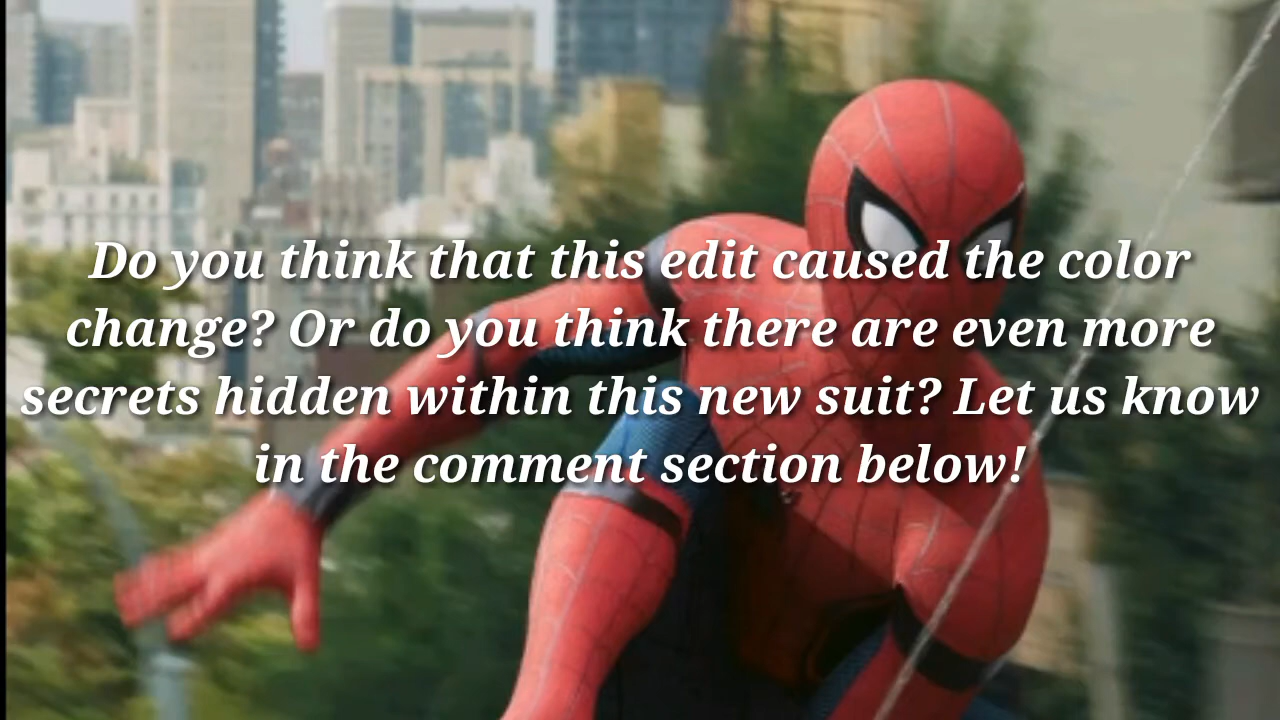 Do you think that this edit caused the color
change? Or do you think there are even more
secrets hidden within this new suit? Let us know
in the comment section below!